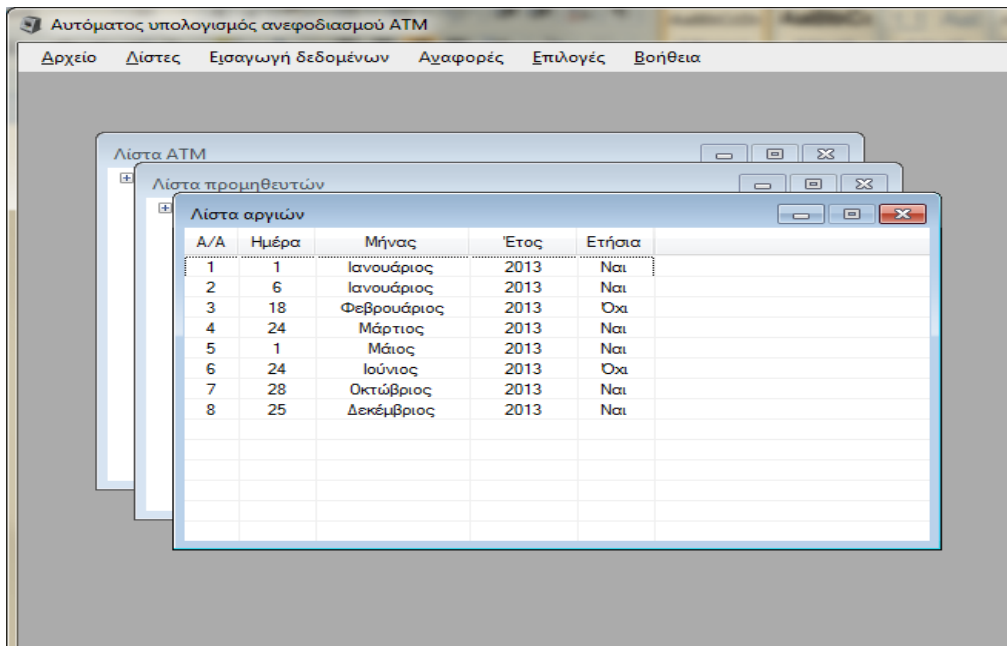 Αυτόματος υπολογισμός ανεφοδιασμού ATM
Αρχείο Λίστες Εισαγωγή δεδομένων Αναφορές Επιλογές Βοήθεια
Λίστα ATM
Λίστα προμηθευτών
Λίστα αργιών
Α/Α Ημέρα Μήνας Έτος Ετήσια
1 1 Ιανουάριος 2013 Ναι
2 6 Ιανουάριος 2013 Ναι
3 18 Φεβρουάριος 2013 Όχι
4 24 Μάρτιος 2013 Ναι
5 1 Μάιος 2013 Ναι
6 24 Ιούνιος 2013 Όχι
7 28 Οκτώβριος 2013 Ναι
8 25 Δεκέμβριος 2013 Ναι